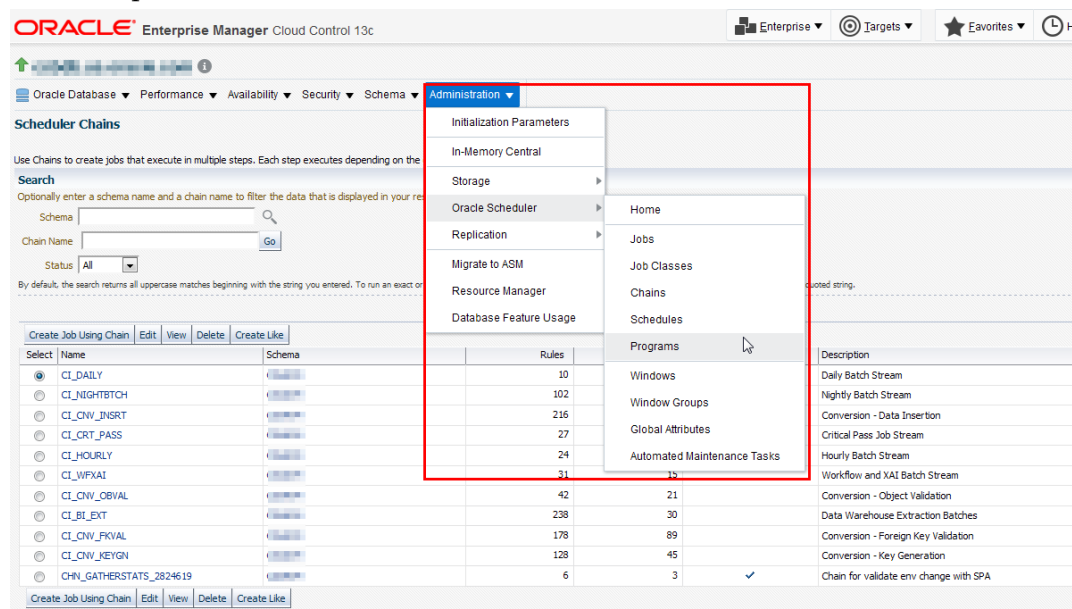 ORACLE® Enterprise Manager Cloud Control 13c
Enterprise
Targets
Favorites
H
Oracle Database
Performance
Availability
Security
Schema
Administration
Scheduler Chains
Use Chains to create jobs that execute in multiple steps. Each step executes depending on the
Search
Optionally enter a schema name and a chain name to filter the data that is displayed in your res
Schema
Chain Name
Go
Status All
By default, the search returns all uppercase matches beginning with the string you entered. To run an exact or
quoted string.
Initialization Parameters
In-Memory Central
Storage
Oracle Scheduler
Replication
Migrate to ASM
Resource Manager
Database Feature Usage
Home
Jobs
Job Classes
Chains
Schedules
Programs
Windows
Window Groups
Global Attributes
Automated Maintenance Tasks
Create Job Using Chain Edit View Delete Create Like
Select Name Schema Rules Description
CI_DAILY 10 Daily Batch Stream
CI_NIGHTBTCH 102 Nightly Batch Stream
CI_CNV_INSRT 216 Conversion - Data Insertion
CI_CRT_PASS 27 Critical Pass Job Stream
CI_HOURLY 24 Hourly Batch Stream
CI_WFXAI 31 15 Workflow and XAI Batch Stream
CI_CNV_OBVAL 42 21 Conversion - Object Validation
CI_BI_EXT 238 30 Data Warehouse Extraction Batches
CI_CNV_FKVAL 178 89 Conversion - Foreign Key Validation
CI_CNV_KEYGN 128 45 Conversion - Key Generation
CHN_GATHERSTATS_2824619 6 3 Chain for validate env change with SPA
Create Job Using Chain Edit View Delete Create Like